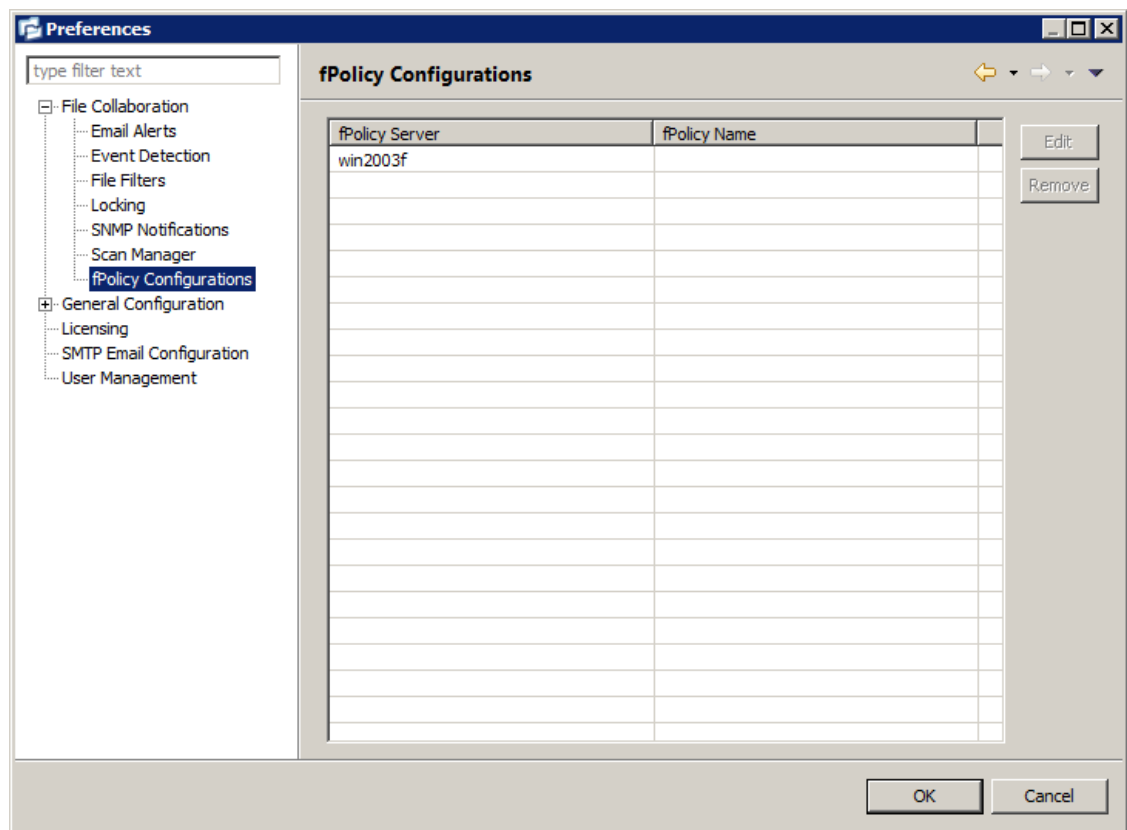 Preferences
type filter text
File Collaboration
Email Alerts
Event Detection
File Filters
Locking
SNMP Notifications
Scan Manager
fPolicy Configurations
General Configuration
Licensing
SMTP Email Configuration
User Management
fPolicy Configurations
fPolicy Server fPolicy Name
win2003f
Edit
Remove
OK Cancel